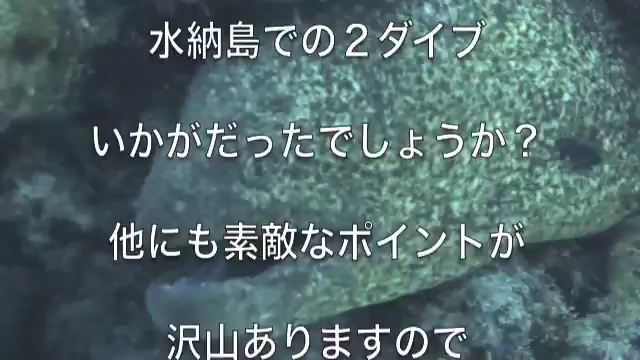 水納島での２ダイブ
いかがだったでしょうか？
他にも素敵なポイントが
沢山ありますので